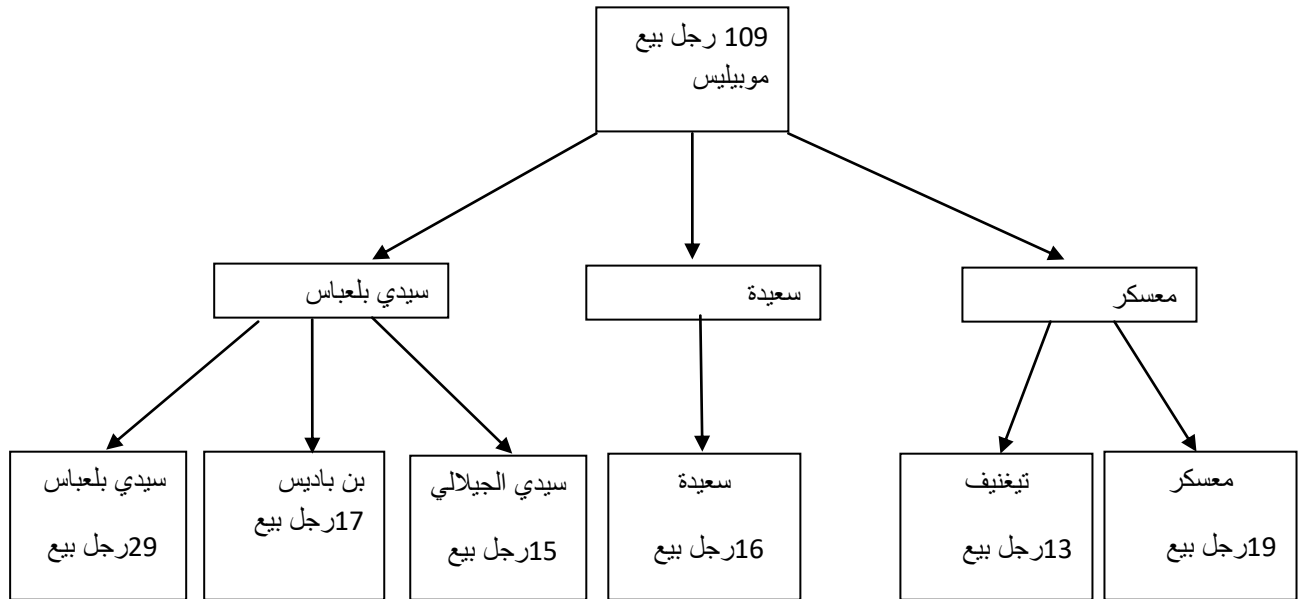 109 رجل بيع
موبيليس
معسكر
سعيدة
سيدي بلعباس
معسكر
19رجل بيع
تيغنيف
13رجل بيع
سعيدة
16رجل بيع
سيدي الجيلالي
15رجل بيع
بن باديس
17رجل بيع
سيدي بلعباس
29رجل بيع